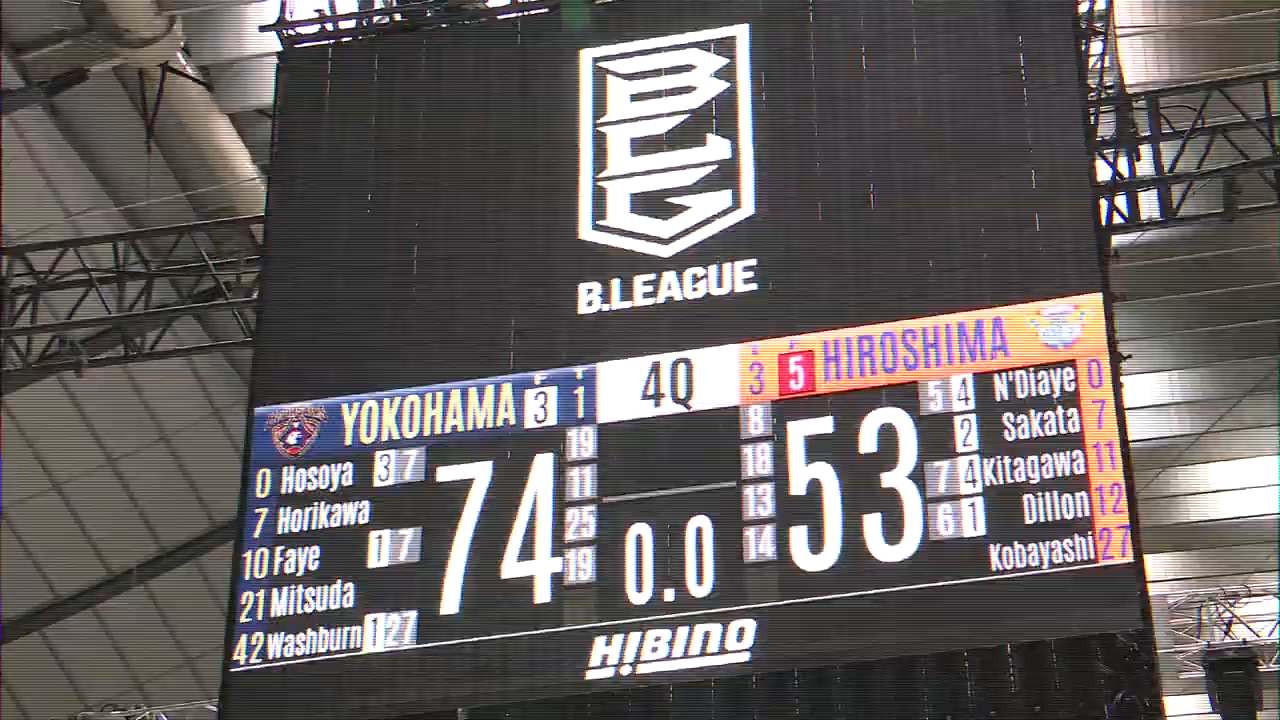 BLG
B.LEAGUE
YOKOHAMA F 3 T 1 4Q 3 5 HIROSHIMA
74 0.0 53
19 8
11 18
25 13
19 14
0 Hosoya 3 7
7 Horikawa
10 Faye 1 7
21 Mitsuda
42 Washburn 1 27
5 4 N'Diaye 0
2 Sakata 7
7 4 Kitagawa 11
6 1 Dillon 12
Kobayashi 27
HIBINO